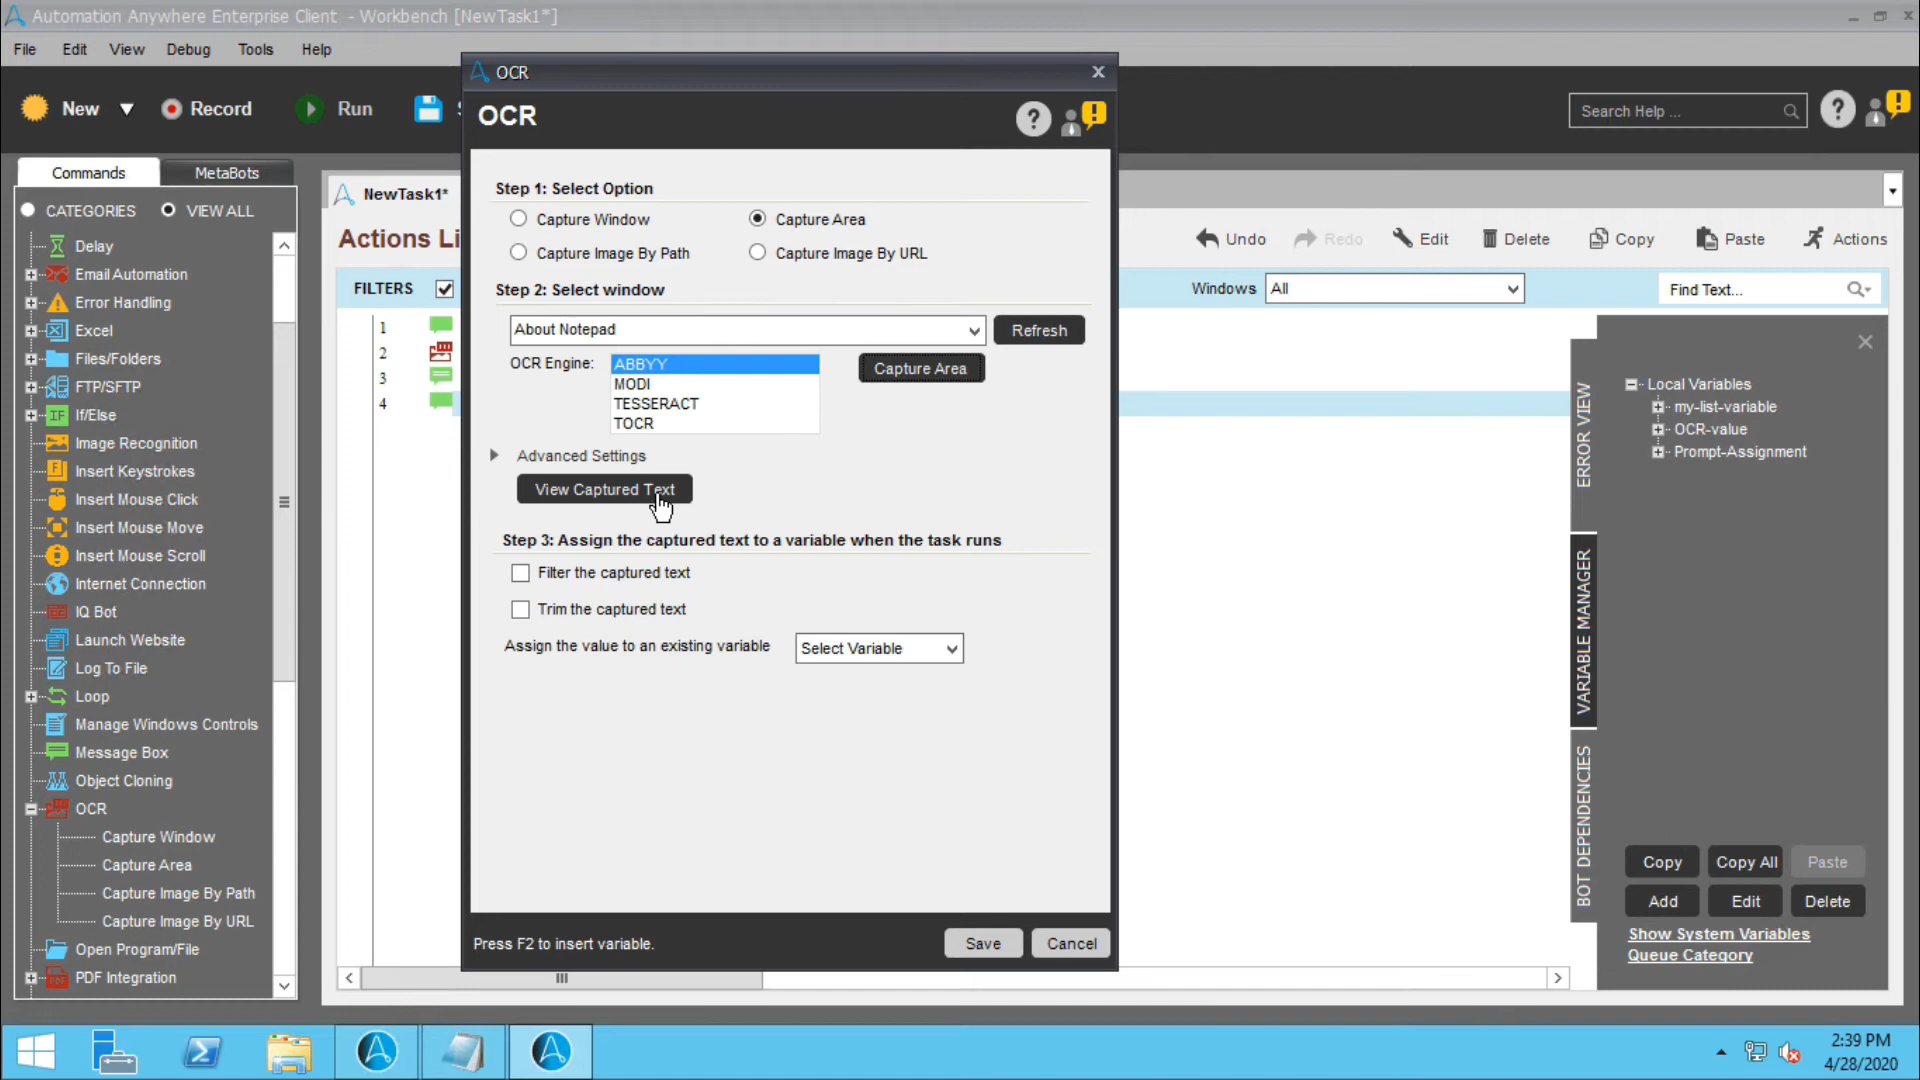 Automation Anywhere Enterprise Client - Workbench [NewTask1*]
File Edit View Debug Tools Help
New Record Run
Search Help ...
Commands MetaBots
CATEGORIES VIEW ALL
Delay
Email Automation
Error Handling
Excel
Files/Folders
FTP/SFTP
If/Else
Image Recognition
Insert Keystrokes
Insert Mouse Click
Insert Mouse Move
Insert Mouse Scroll
Internet Connection
IQ Bot
Launch Website
Log To File
Loop
Manage Windows Controls
Message Box
Object Cloning
OCR
Capture Window
Capture Area
Capture Image By Path
Capture Image By URL
Open Program/File
PDF Integration
NewTask1*
Actions Li
FILTERS
1
2
3
4
OCR
OCR
Step 1: Select Option
Capture Window Capture Area
Capture Image By Path Capture Image By URL
Step 2: Select window
About Notepad Refresh
OCR Engine: ABBYY
MODI
TESSERACT
TOCR
Capture Area
Advanced Settings
View Captured Text
Step 3: Assign the captured text to a variable when the task runs
Filter the captured text
Trim the captured text
Assign the value to an existing variable Select Variable
Press F2 to insert variable. Save Cancel
Undo Redo Edit Delete Copy Paste Actions
Windows All Find Text...
ERROR VIEW
VARIABLE MANAGER
BOT DEPENDENCIES
Local Variables
my-list-variable
OCR-value
Prompt-Assignment
Copy Copy All Paste
Add Edit Delete
Show System Variables
Queue Category
2:39 PM
4/28/2020